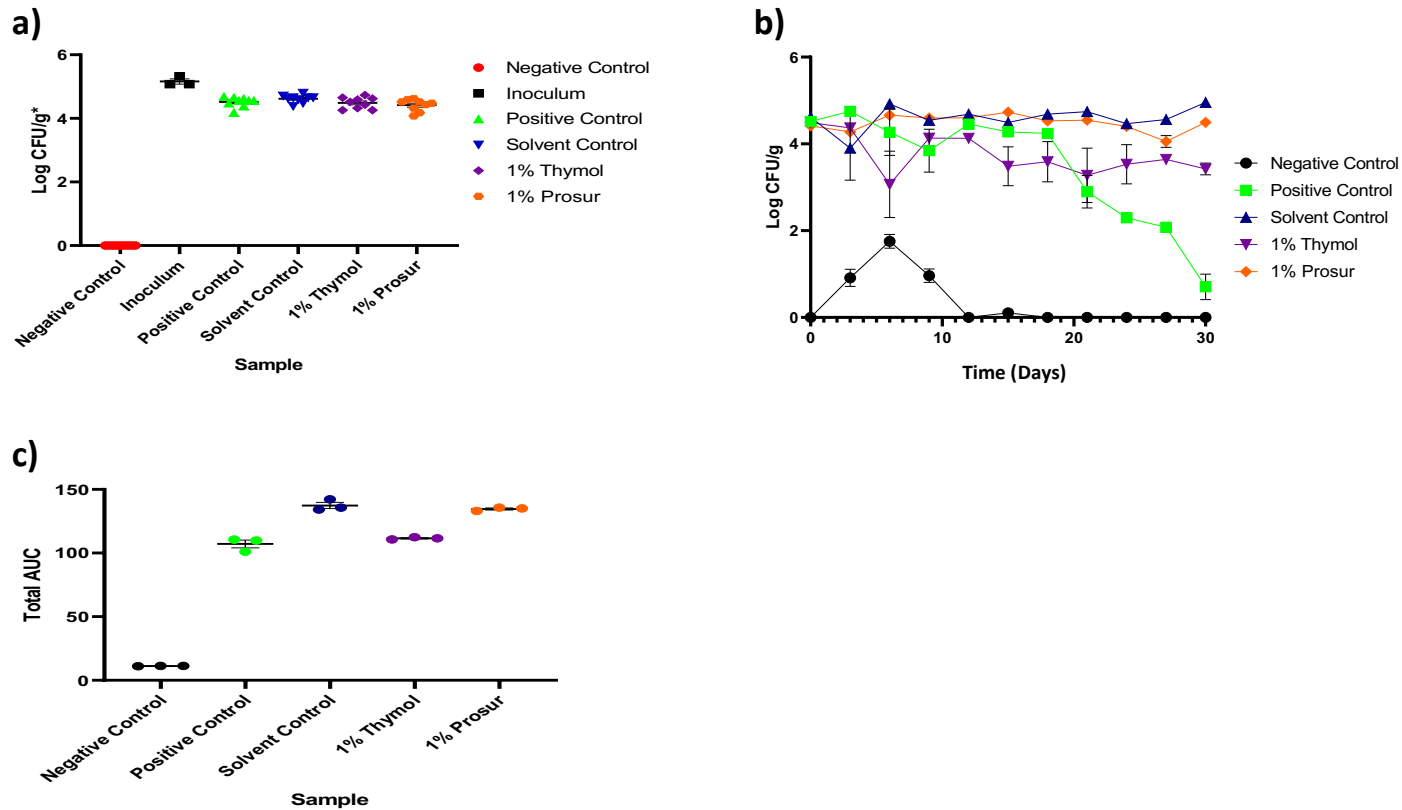 a)
Log CFU/g*
6
4
2
0
Negative Control
Inoculum
Positive Control
Solvent Control
1% Thymol
1% Prosur
Sample
Negative Control
Inoculum
Positive Control
Solvent Control
1% Thymol
1% Prosur
b)
Log CFU/g
6
4
2
0
0
10
20
30
Time (Days)
Negative Control
Positive Control
Solvent Control
1% Thymol
1% Prosur
c)
Total AUC
150
100
50
0
Negative Control
Positive Control
Solvent Control
1% Thymol
1% Prosur
Sample